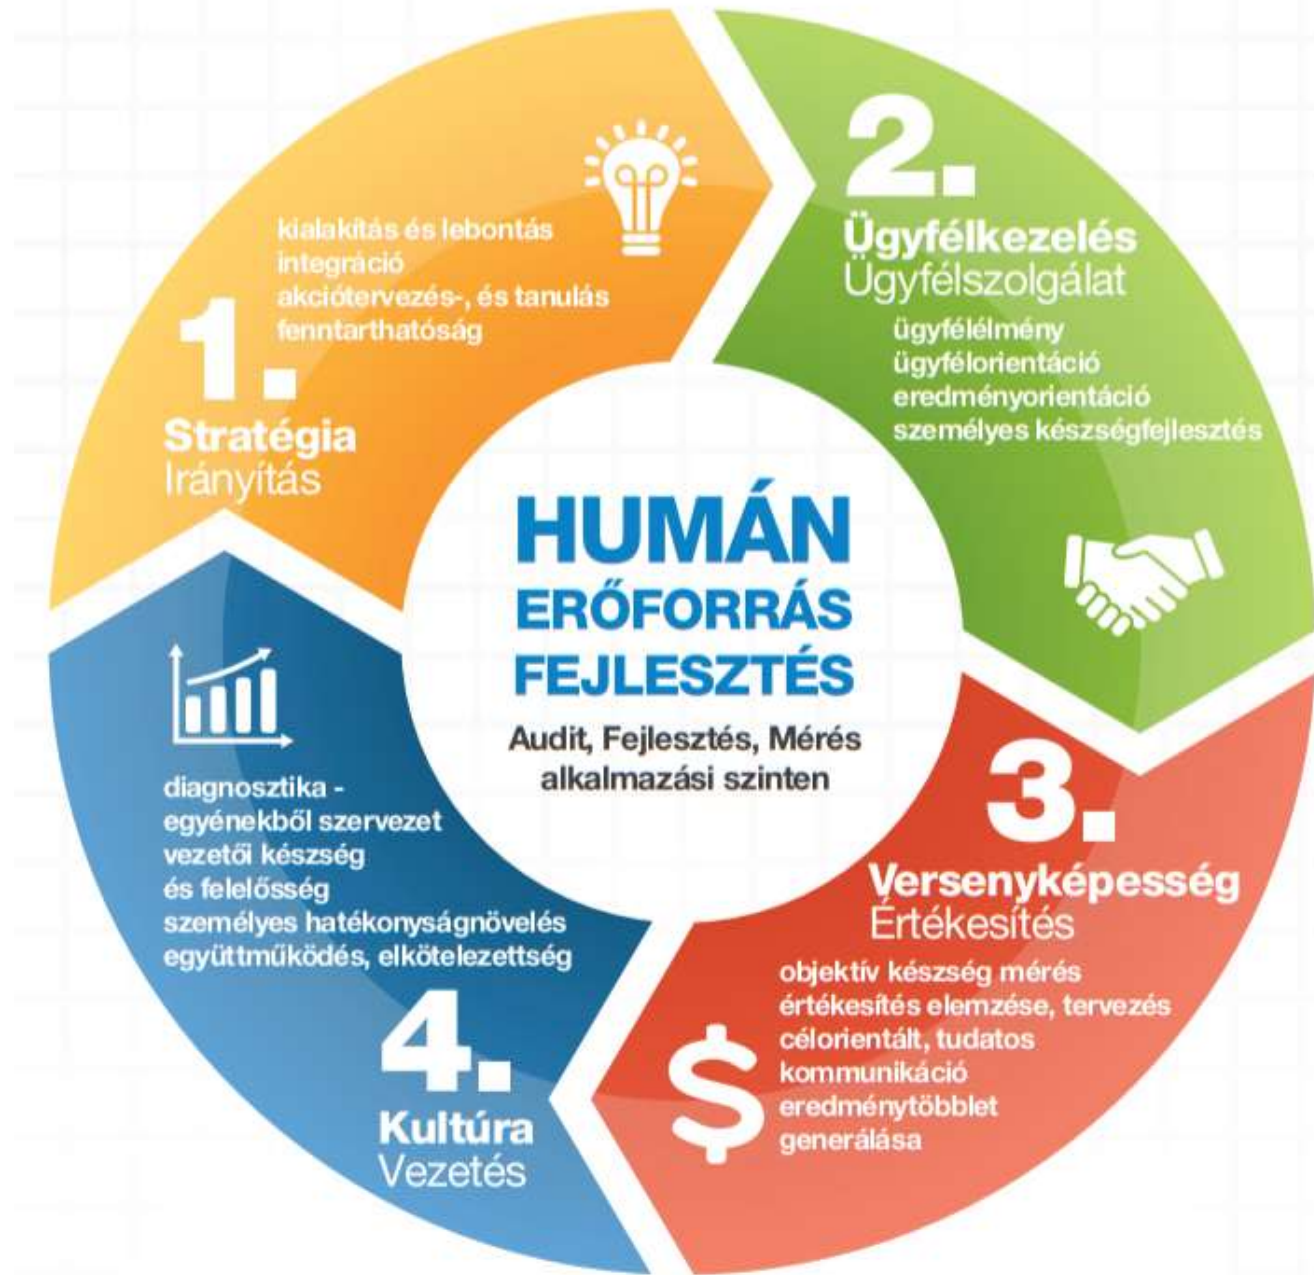 1.
Stratégia
Irányítás
kialakítás és lebontás
integráció
akciótervezés-, és tanulás
fenntarthatóság
2.
Ügyfélkezelés
Ügyfélszolgálat
ügyfélélmény
ügyfélorientáció
eredményorientáció
személyes készségfejlesztés
HUMÁN
ERŐFORRÁS
FEJLESZTÉS
Audit, Fejlesztés, Mérés
alkalmazási szinten
3.
Versenyképesség
Értékesítés
objektív készség mérés
értékesítés elemzése, tervezés
célorientált, tudatos
kommunikáció
eredménytöbblet
generálása
$
diagnosztika -
egyénekből szervezet
vezetői készség
és felelősség
személyes hatékonyságnövelés
együttműködés, elkötelezettség
4.
Kultúra
Vezetés